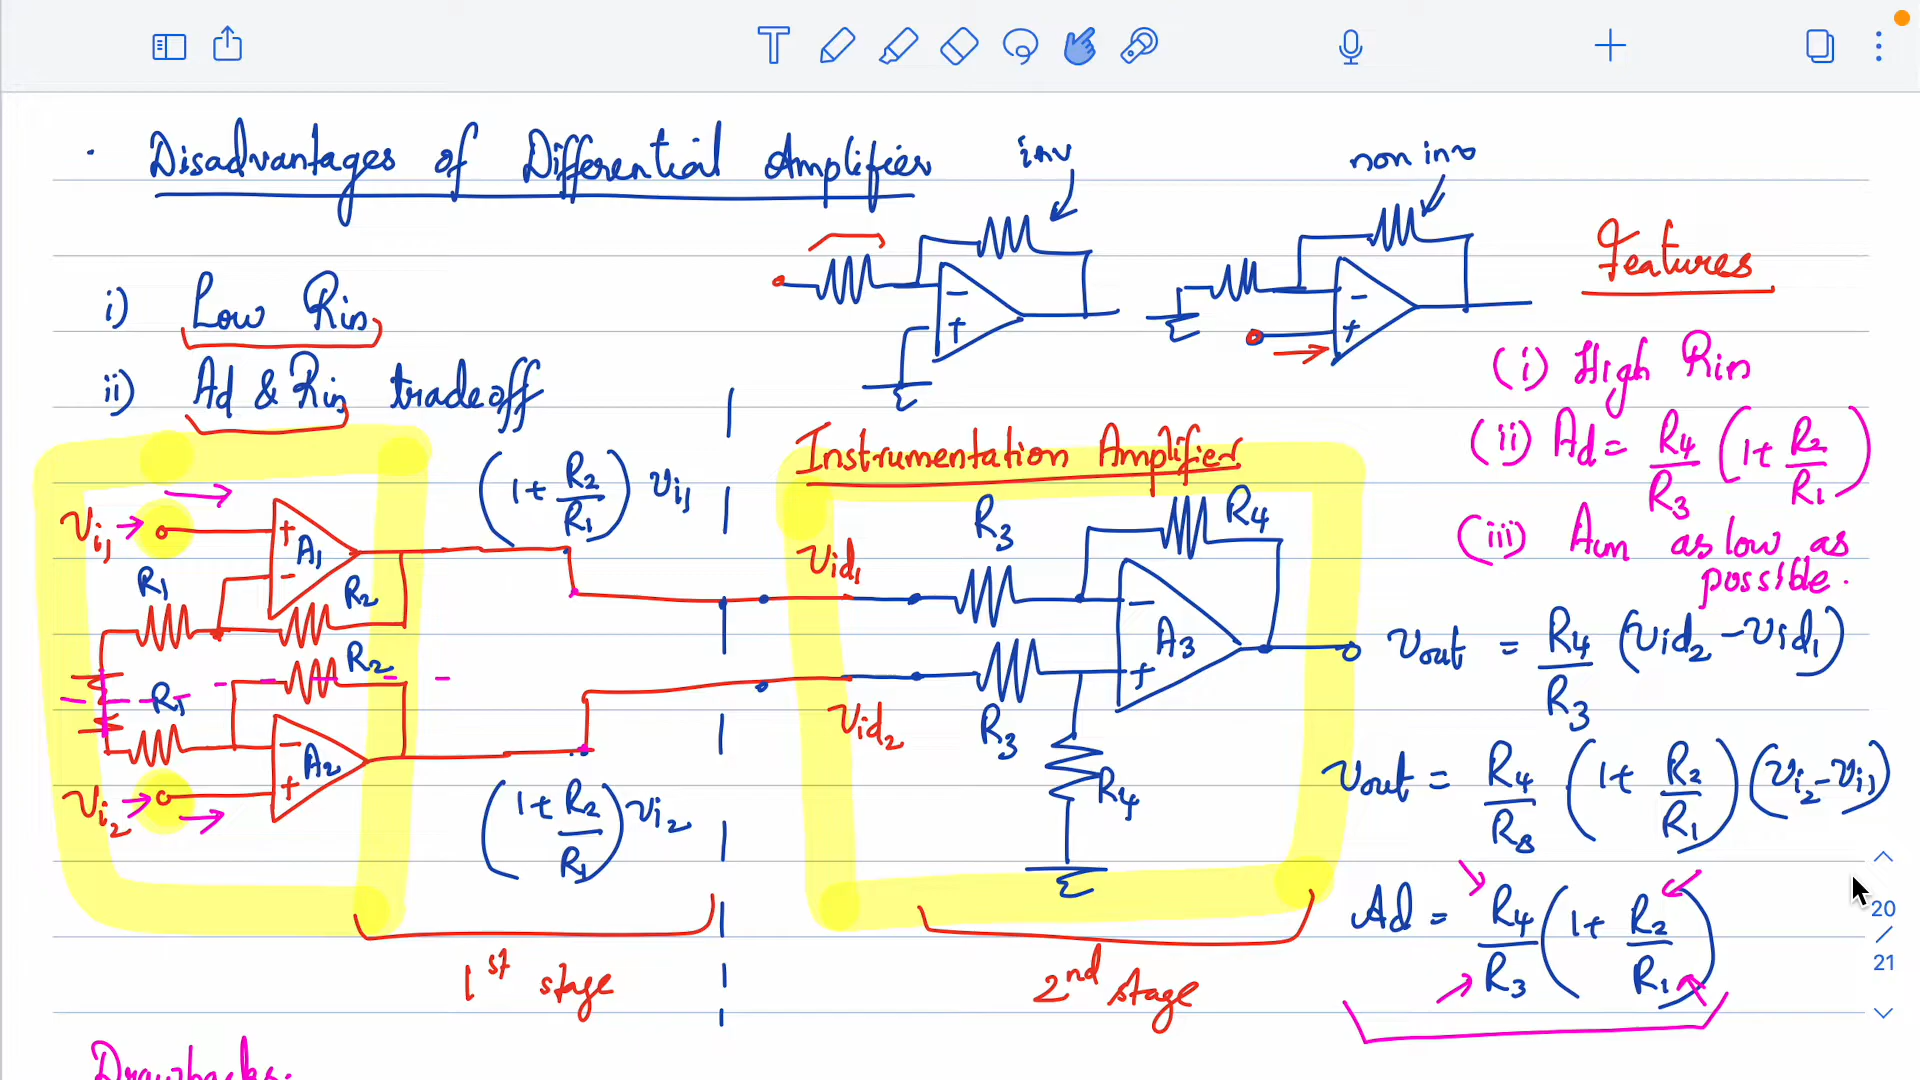 Disadvantages of Differential Amplifier
inv
non inv
i) Low Rin
ii) Ad & Rin tradeoff
Features
(i) High Rin
(ii) Ad = R4/R3 (1+ R2/R1)
(iii) Acm as low as
possible.
Instrumentation Amplifier
Vi1
A1
R1
R2
(1+ R2/R1) Vi1
R2
R1
A2
Vi2
(1+ R2/R1) Vi2
Vid1
R3
R4
A3
Vid2
R3
R4
Vout = R4/R3 (Vid2 - Vid1)
Vout = R4/R3 (1+ R2/R1) (Vi2 - Vi1)
Ad = R4/R3 (1+ R2/R1)
1st stage
2nd stage
20
/
21
Drawbacks: